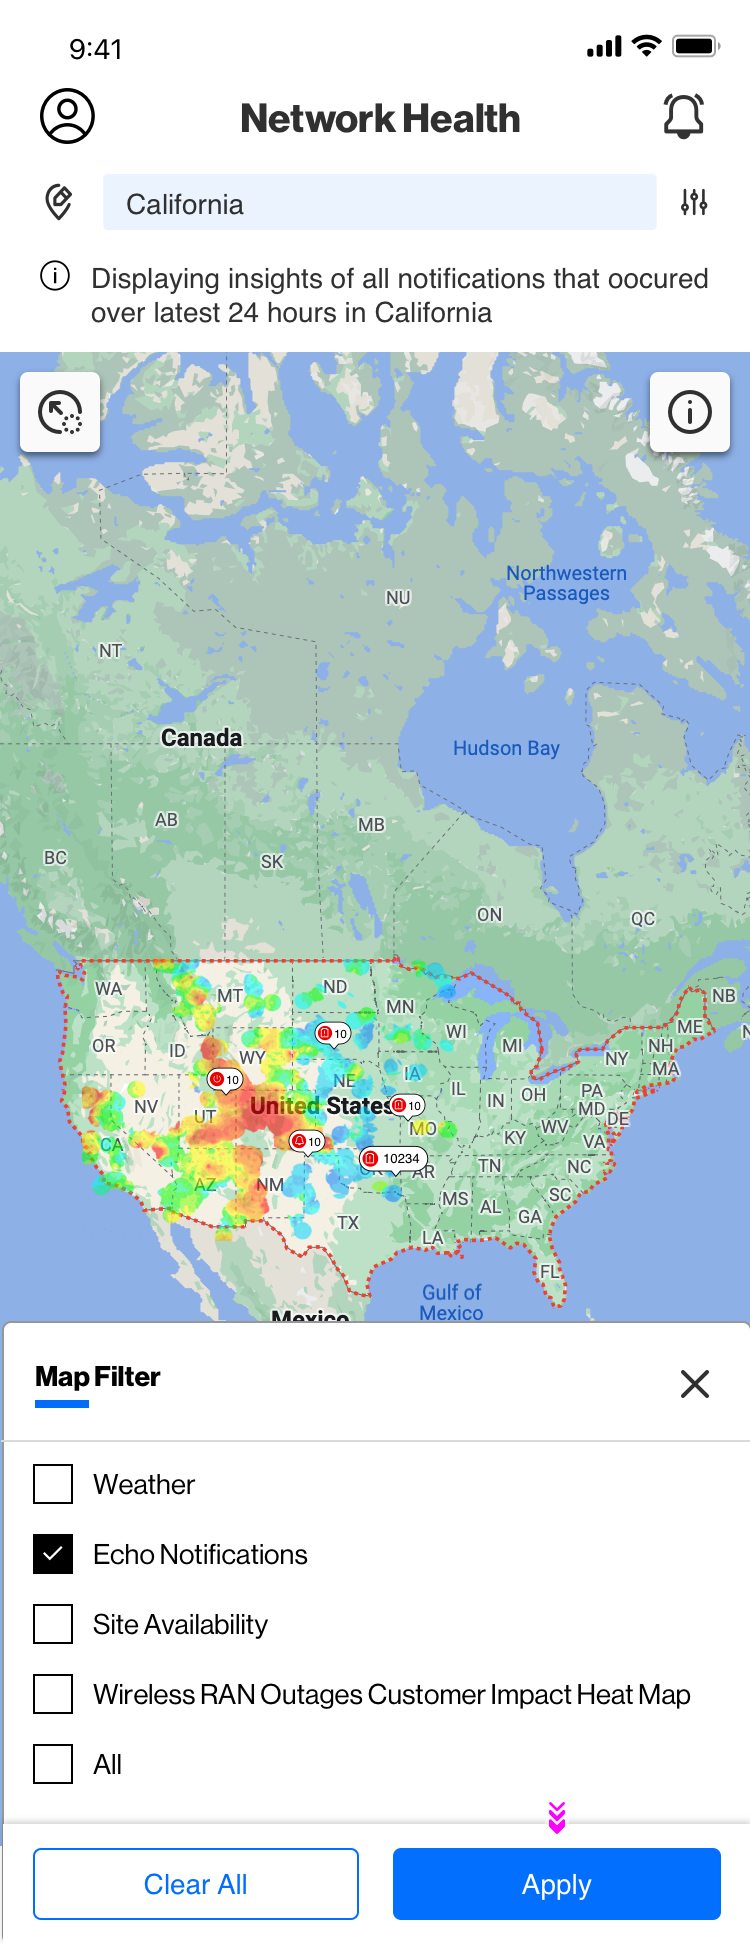 9:41
Network Health
California
Displaying insights of all notifications that oocured
over latest 24 hours in California
Northwestern
Passages
NU
NT
Canada
Hudson Bay
AB
MB
BC
SK
ON
QC
WA
MT
ND
NB
MN
ME
OR
ID
WI
MI
NH
10
WY
NY
MA
10
NE
IA
IL
IN
OH
PA
NV
UT
United States
10
MD
DE
MO
WV
CA
10
KY
VA
10234
AR
TN
NC
AZ
NM
MS
AL
SC
TX
GA
LA
FL
Gulf of
Mexico
Mexico
Map Filter
Weather
Echo Notifications
Site Availability
Wireless RAN Outages Customer Impact Heat Map
All
Clear All
Apply